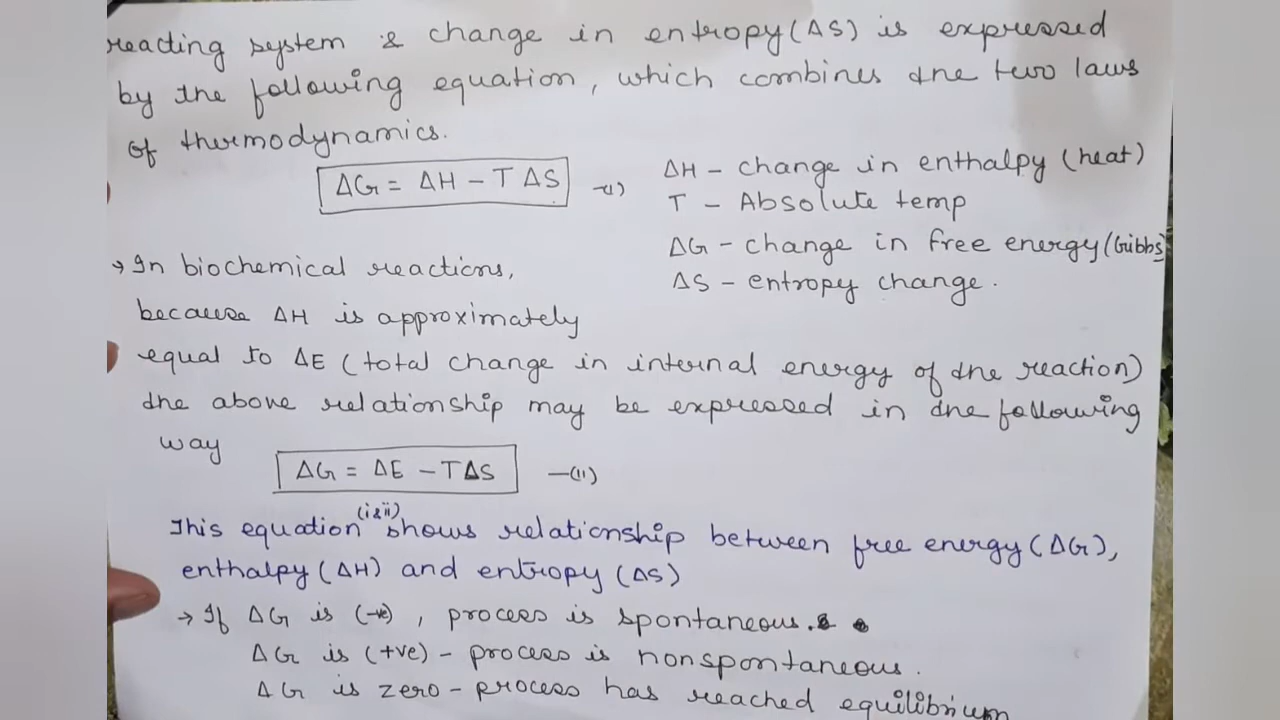 reacting system & change in entropy (ΔS) is expressed
by the following equation, which combines the two laws
of thermodynamics.
ΔG = ΔH - TΔS -(1)
ΔH - change in enthalpy (heat)
T - Absolute temp
ΔG - change in free energy (Gibbs)
ΔS - entropy change.
→ In biochemical reactions,
because ΔH is approximately
equal to ΔE (total change in internal energy of the reaction)
the above relationship may be expressed in the following
way
ΔG = ΔE - TΔS -(11)
(i&ii)
This equation shows relationship between free energy (ΔG),
enthalpy (ΔH) and entropy (ΔS)
→ If ΔG is (-ve), process is spontaneous.
ΔG is (+ve) - process is nonspontaneous.
ΔG is zero - process has reached equilibrium